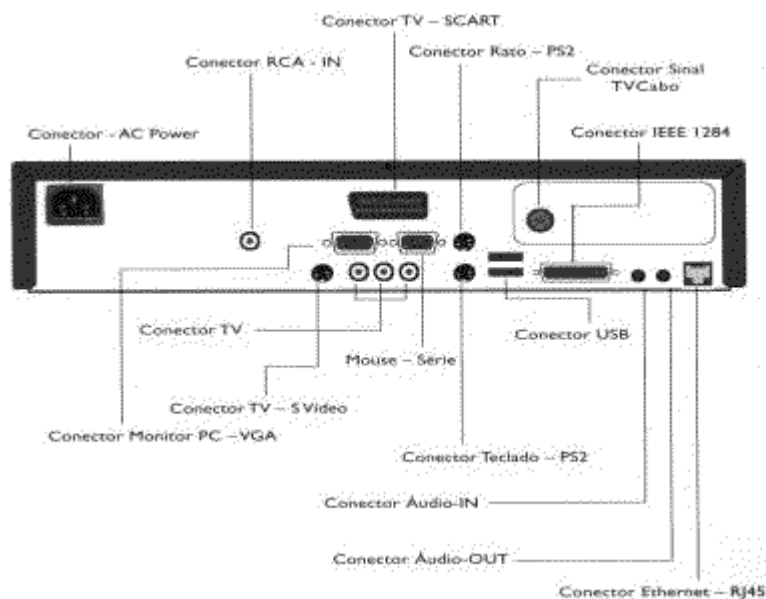 Conector TV – SCART
Conector RCA - IN
Conector Rato – PS2
Conector Sinal
TVCabo
Conector - AC Power
Conector IEEE 1284
Conector TV
Conector USB
Mouse – Série
Conector TV – S Video
Conector Monitor PC –VGA
Conector Teclado – PS2
Conector Áudio-IN
Conector Áudio-OUT
Conector Ethernet – RJ45